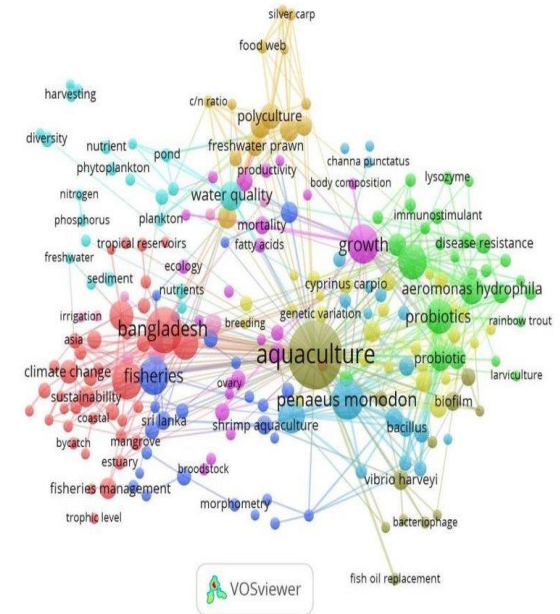 silver carp
food web
harvesting
c/n ratio
polyculture
diversity
nutrient
pond
freshwater prawn
channa punctatus
phytoplankton
productivity
body composition
lysozyme
nitrogen
water quality
immunostimulant
phosphorus
plankton
mortality
growth
disease resistance
freshwater
tropical reservoirs
fatty acids
sediment
ecology
nutrients
cyprinus carpio
aeromonas hydrophila
irrigation
bangladesh
breeding
genetic variation
probiotics
rainbow trout
asia
aquaculture
probiotic
climate change
fisheries
ovary
larviculture
sustainability
penaeus monodon
biofilm
coastal
sri lanka
shrimp aquaculture
bacillus
bycatch
mangrove
estuary
broodstock
vibrio harveyi
fisheries management
morphometry
trophic level
bacteriophage
fish oil replacement
VOSviewer